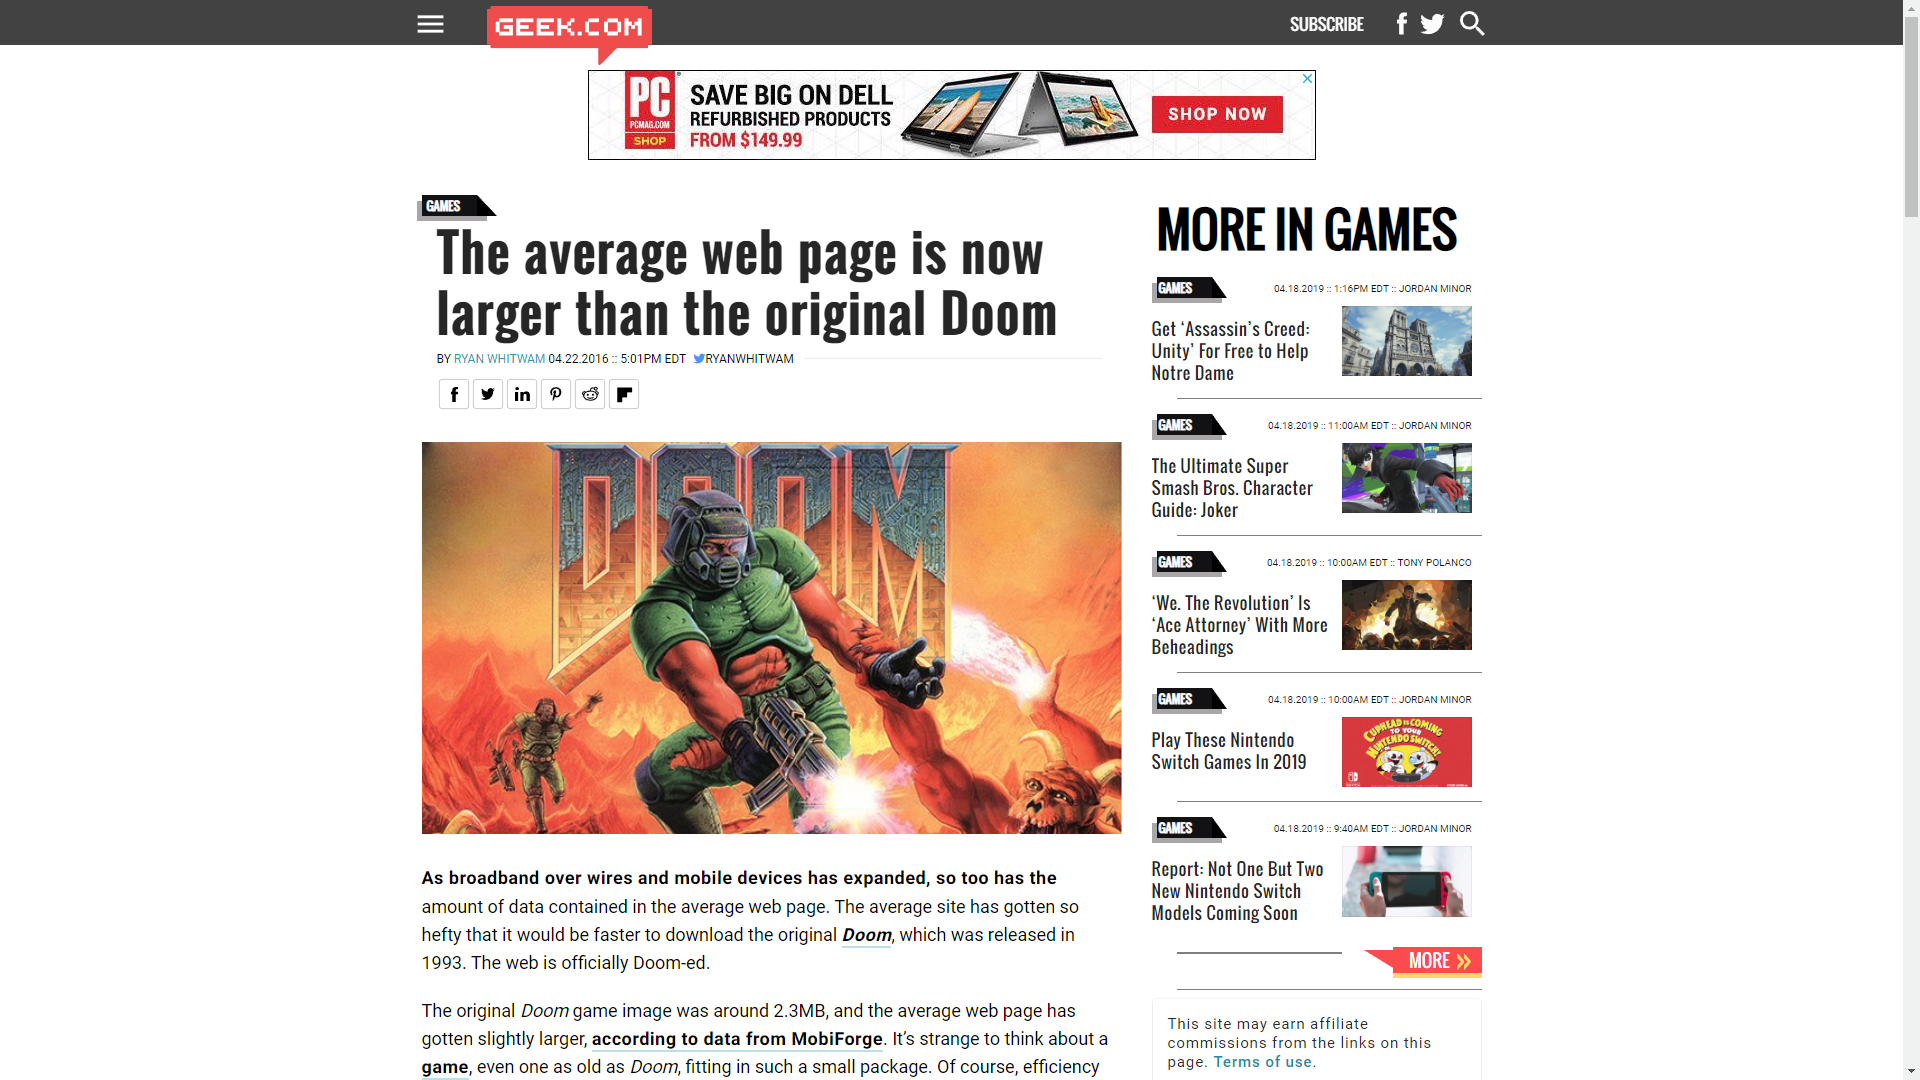 GEEK.COM
SUBSCRIBE
PC
PCMAG.COM
SHOP
SAVE BIG ON DELL
REFURBISHED PRODUCTS
FROM $149.99
SHOP NOW
GAMES
The average web page is now
larger than the original Doom
BY RYAN WHITWAM 04.22.2016 :: 5:01PM EDT RYANWHITWAM
DOOM
As broadband over wires and mobile devices has expanded, so too has the
amount of data contained in the average web page. The average site has gotten so
hefty that it would be faster to download the original Doom, which was released in
1993. The web is officially Doom-ed.
The original Doom game image was around 2.3MB, and the average web page has
gotten slightly larger, according to data from MobiForge. It’s strange to think about a
game, even one as old as Doom, fitting in such a small package. Of course, efficiency
MORE IN GAMES
GAMES
04.18.2019 :: 1:16PM EDT :: JORDAN MINOR
Get ‘Assassin’s Creed:
Unity’ For Free to Help
Notre Dame
GAMES
04.18.2019 :: 11:00AM EDT :: JORDAN MINOR
The Ultimate Super
Smash Bros. Character
Guide: Joker
GAMES
04.18.2019 :: 10:00AM EDT :: TONY POLANCO
‘We. The Revolution’ Is
‘Ace Attorney’ With More
Beheadings
GAMES
04.18.2019 :: 10:00AM EDT :: JORDAN MINOR
Play These Nintendo
Switch Games In 2019
CUPHEAD IS COMING
TO YOUR
NINTENDO SWITCH!
GAMES
04.18.2019 :: 9:40AM EDT :: JORDAN MINOR
Report: Not One But Two
New Nintendo Switch
Models Coming Soon
MORE
This site may earn affiliate
commissions from the links on this
page. Terms of use.